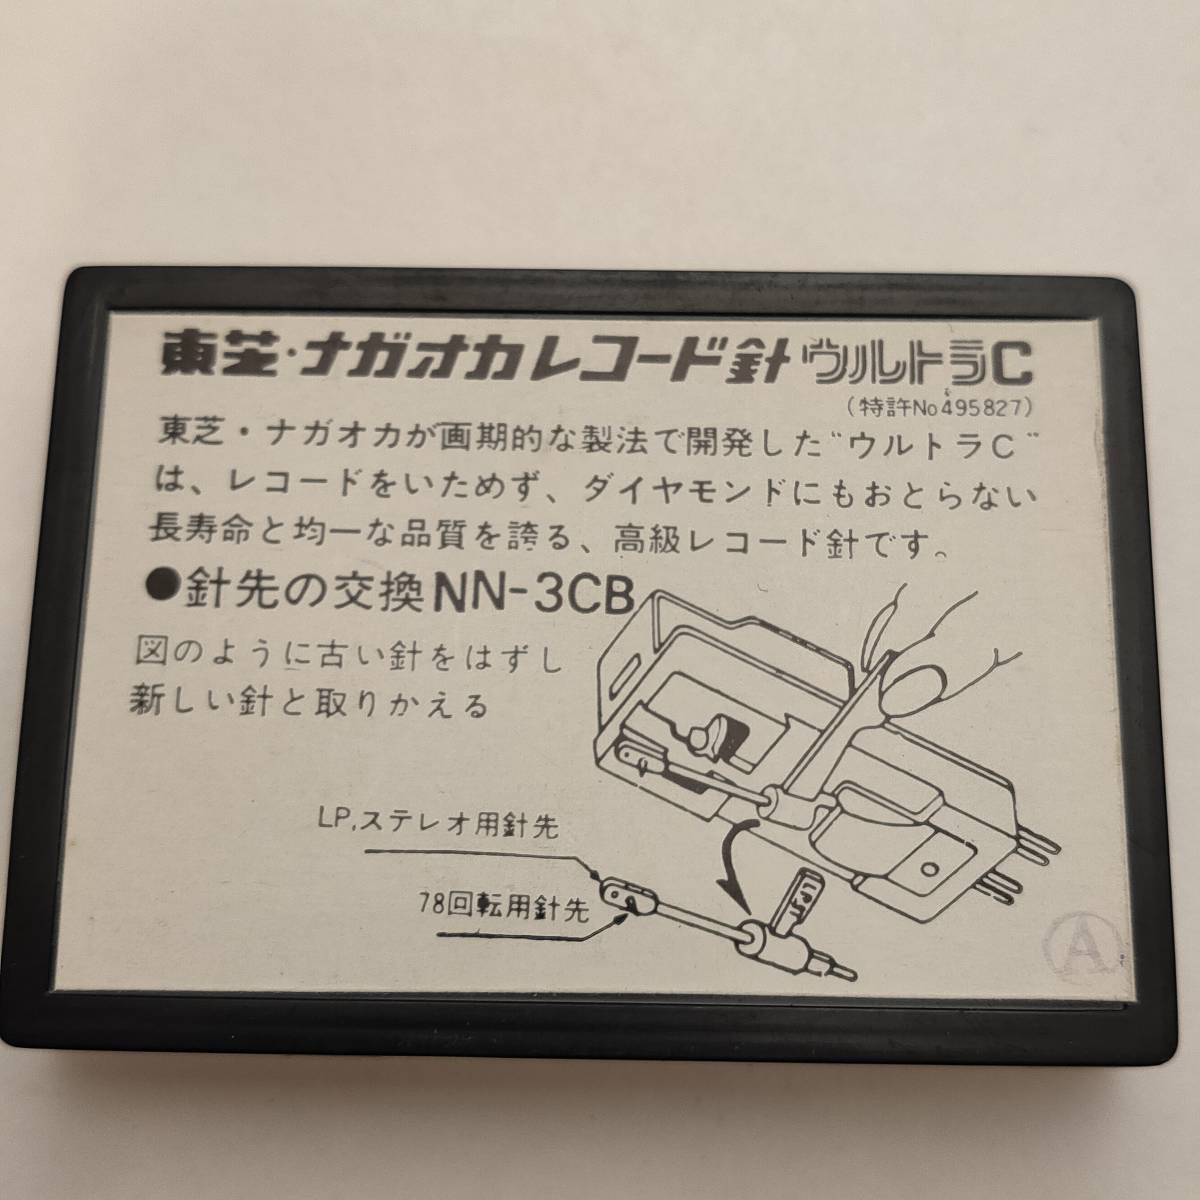 東芝・ナガオカレコード針 ウルトラC
(特許No495827)
東芝・ナガオカが画期的な製法で開発した"ウルトラC"
は、レコードをいためず、ダイヤモンドにもおとらない
長寿命と均一な品質を誇る、高級レコード針です。
●針先の交換NN-3CB
図のように古い針をはずし
新しい針と取りかえる
LP,ステレオ用針先
78回転用針先
LPST
A